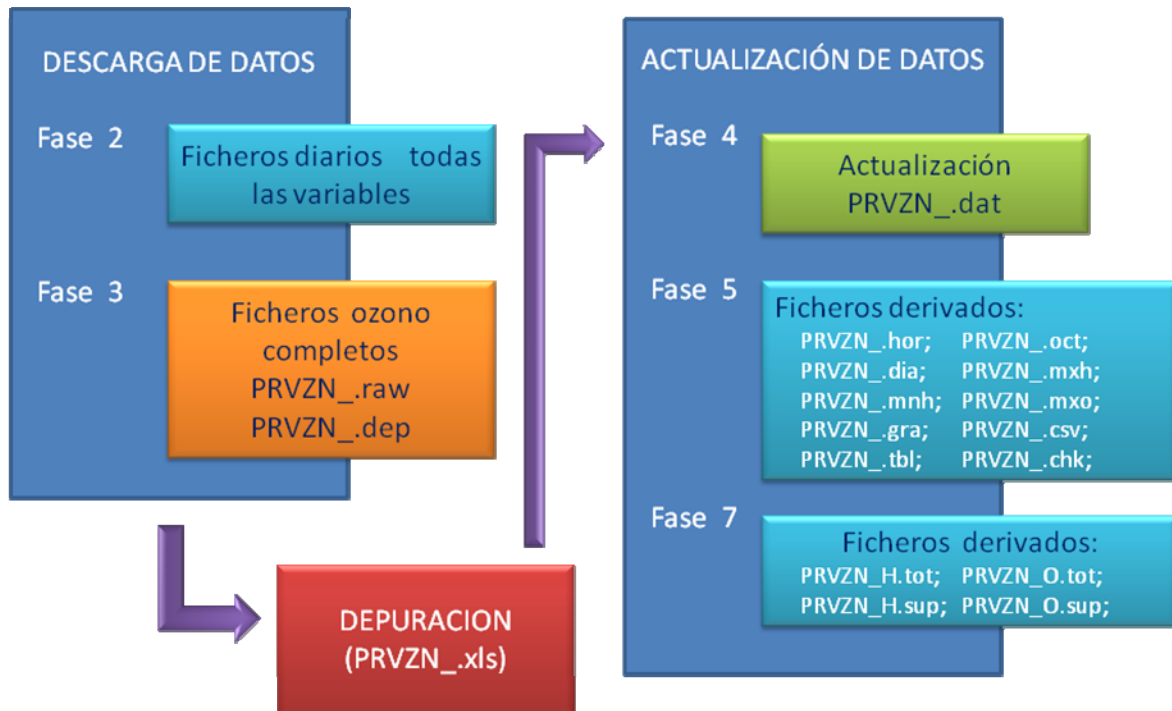 DESCARGA DE DATOS
Fase 2
Ficheros diarios todas
las variables
Fase 3
Ficheros ozono
completos
PRVZN_.raw
PRVZN_.dep
DEPURACION
(PRVZN_.xls)
ACTUALIZACIÓN DE DATOS
Fase 4
Actualización
PRVZN_.dat
Fase 5
Ficheros derivados:
PRVZN_.hor; PRVZN_.oct;
PRVZN_.dia; PRVZN_.mxh;
PRVZN_.mnh; PRVZN_.mxo;
PRVZN_.gra; PRVZN_.csv;
PRVZN_.tbl; PRVZN_.chk;
Fase 7
Ficheros derivados:
PRVZN_H.tot; PRVZN_O.tot;
PRVZN_H.sup; PRVZN_O.sup;